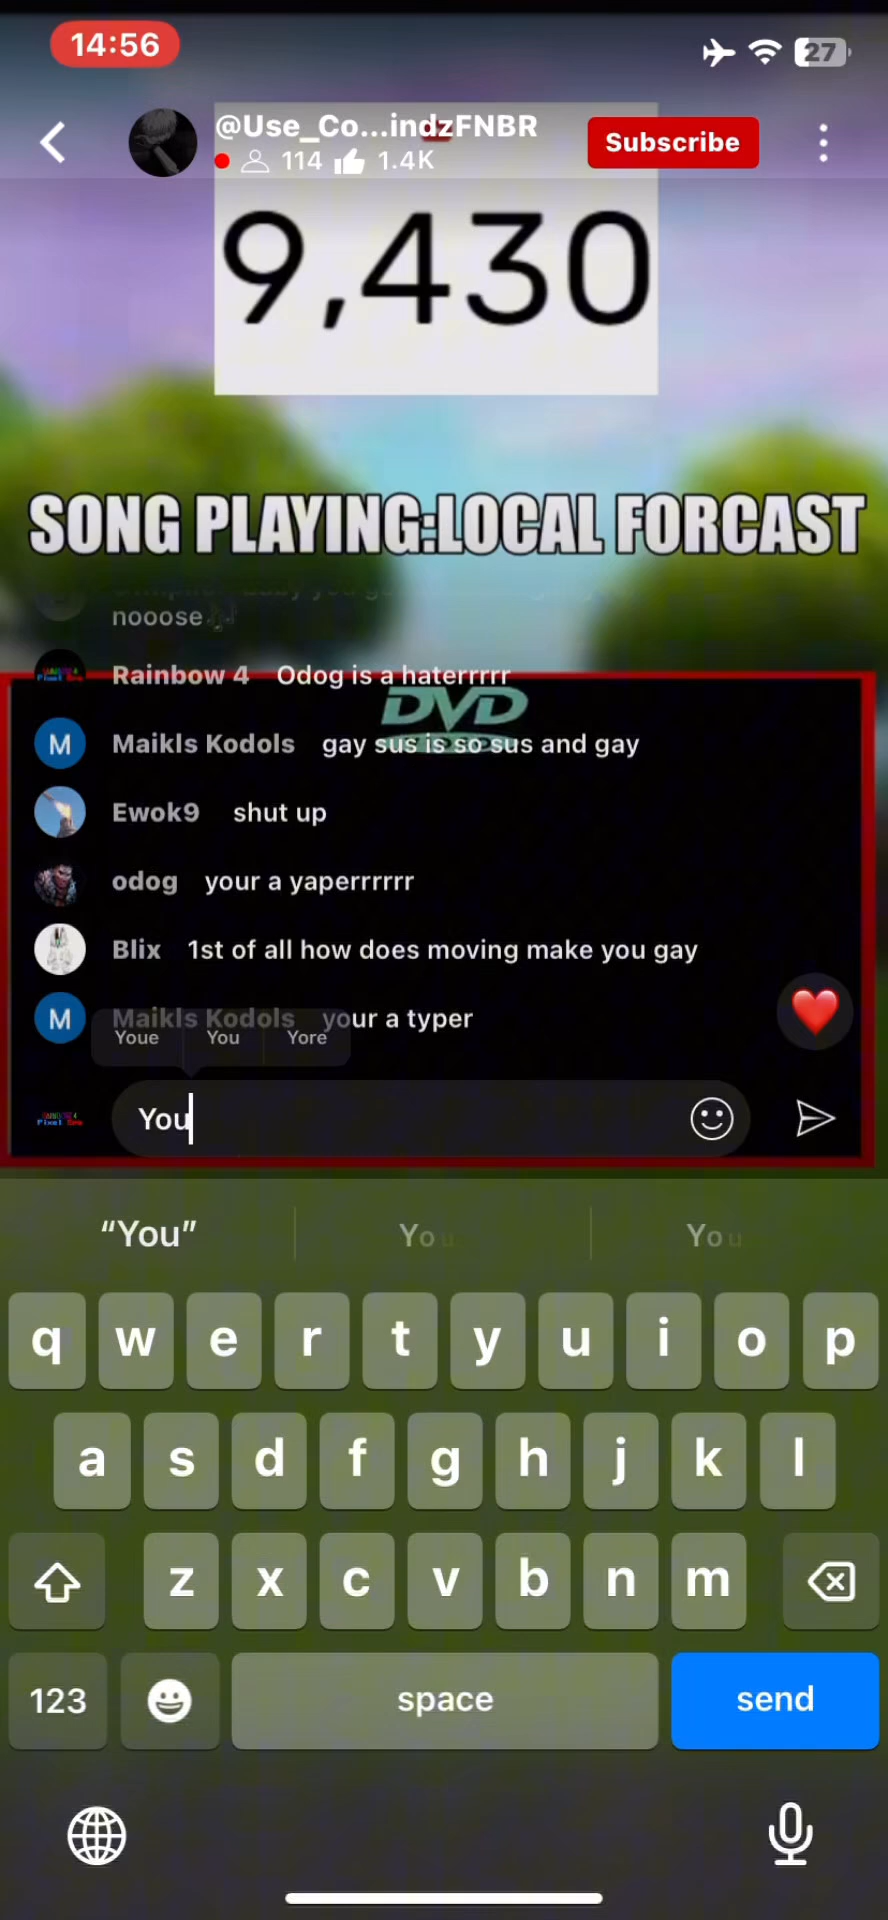 14:56
27
@Use_Co...indzFNBR
114 1.4K
Subscribe
9,430
SONG PLAYING:LOCAL FORCAST
nooose🎶
Rainbow 4 Odog is a haterrrrr
DVD
M Maikls Kodols gay sus is so sus and gay
Ewok9 shut up
odog your a yaperrrrrr
Blix 1st of all how does moving make you gay
M Maikls Kodols your a typer
Youe You Yore
You
“You” You You
q w e r t y u i o p
a s d f g h j k l
z x c v b n m
123 space send